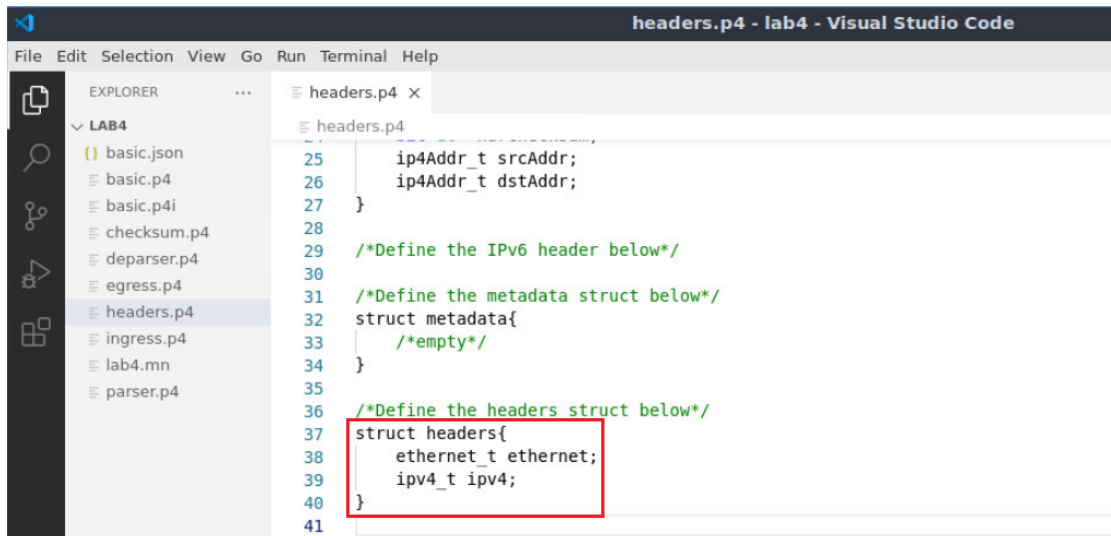 headers.p4 - lab4 - Visual Studio Code
File Edit Selection View Go Run Terminal Help
EXPLORER ... headers.p4 ×
LAB4
headers.p4
{} basic.json
basic.p4
basic.p4i
checksum.p4
deparser.p4
egress.p4
headers.p4
ingress.p4
lab4.mn
parser.p4
25 ip4Addr_t srcAddr;
26 ip4Addr_t dstAddr;
27 }
28
29 /*Define the IPv6 header below*/
30
31 /*Define the metadata struct below*/
32 struct metadata{
33 /*empty*/
34 }
35
36 /*Define the headers struct below*/
37 struct headers{
38 ethernet_t ethernet;
39 ipv4_t ipv4;
40 }
41